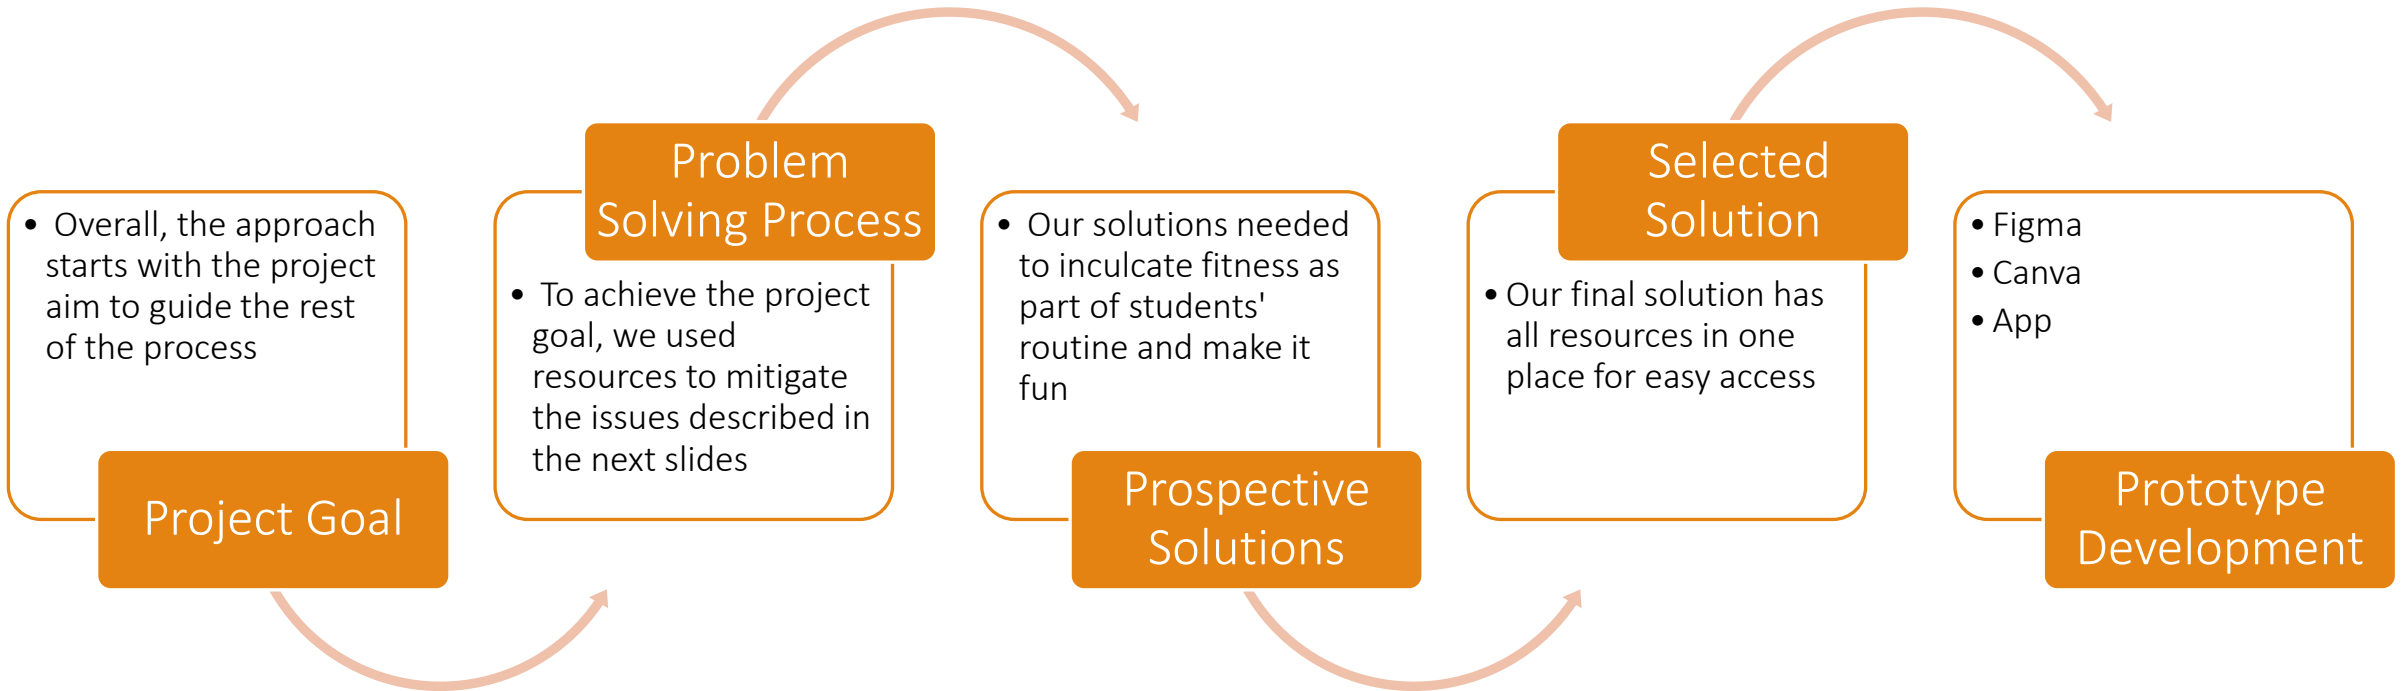 • Overall, the approach
starts with the project
aim to guide the rest
of the process
Project Goal
Problem
Solving Process
• To achieve the project
goal, we used
resources to mitigate
the issues described in
the next slides
• Our solutions needed
to inculcate fitness as
part of students'
routine and make it
fun
Prospective
Solutions
Selected
Solution
• Our final solution has
all resources in one
place for easy access
• Figma
• Canva
• App
Prototype
Development